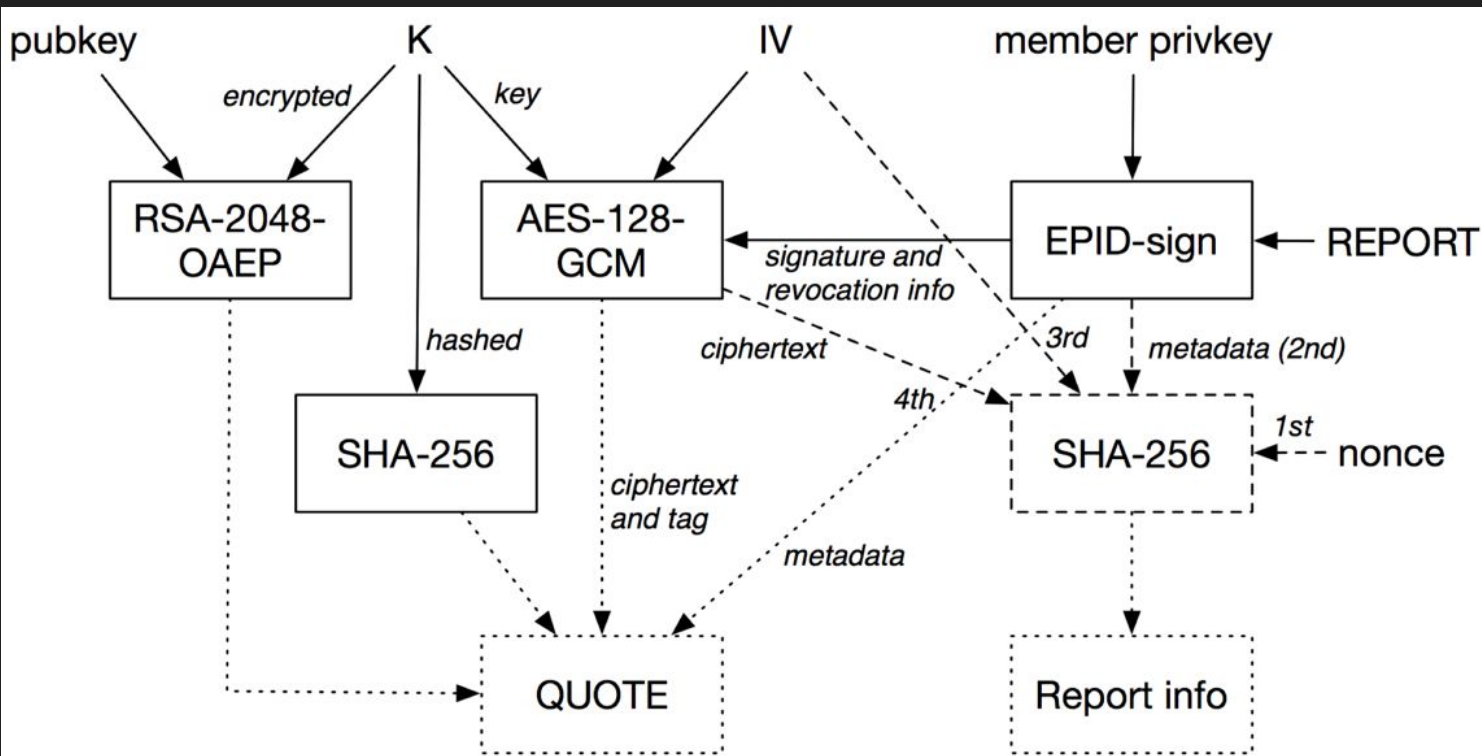 pubkey
K
IV
member privkey
encrypted
key
RSA-2048-
OAEP
AES-128-
GCM
signature and
revocation info
EPID-sign
REPORT
hashed
ciphertext
3rd
metadata (2nd)
4th
1st
SHA-256
SHA-256
nonce
ciphertext
and tag
metadata
QUOTE
Report info